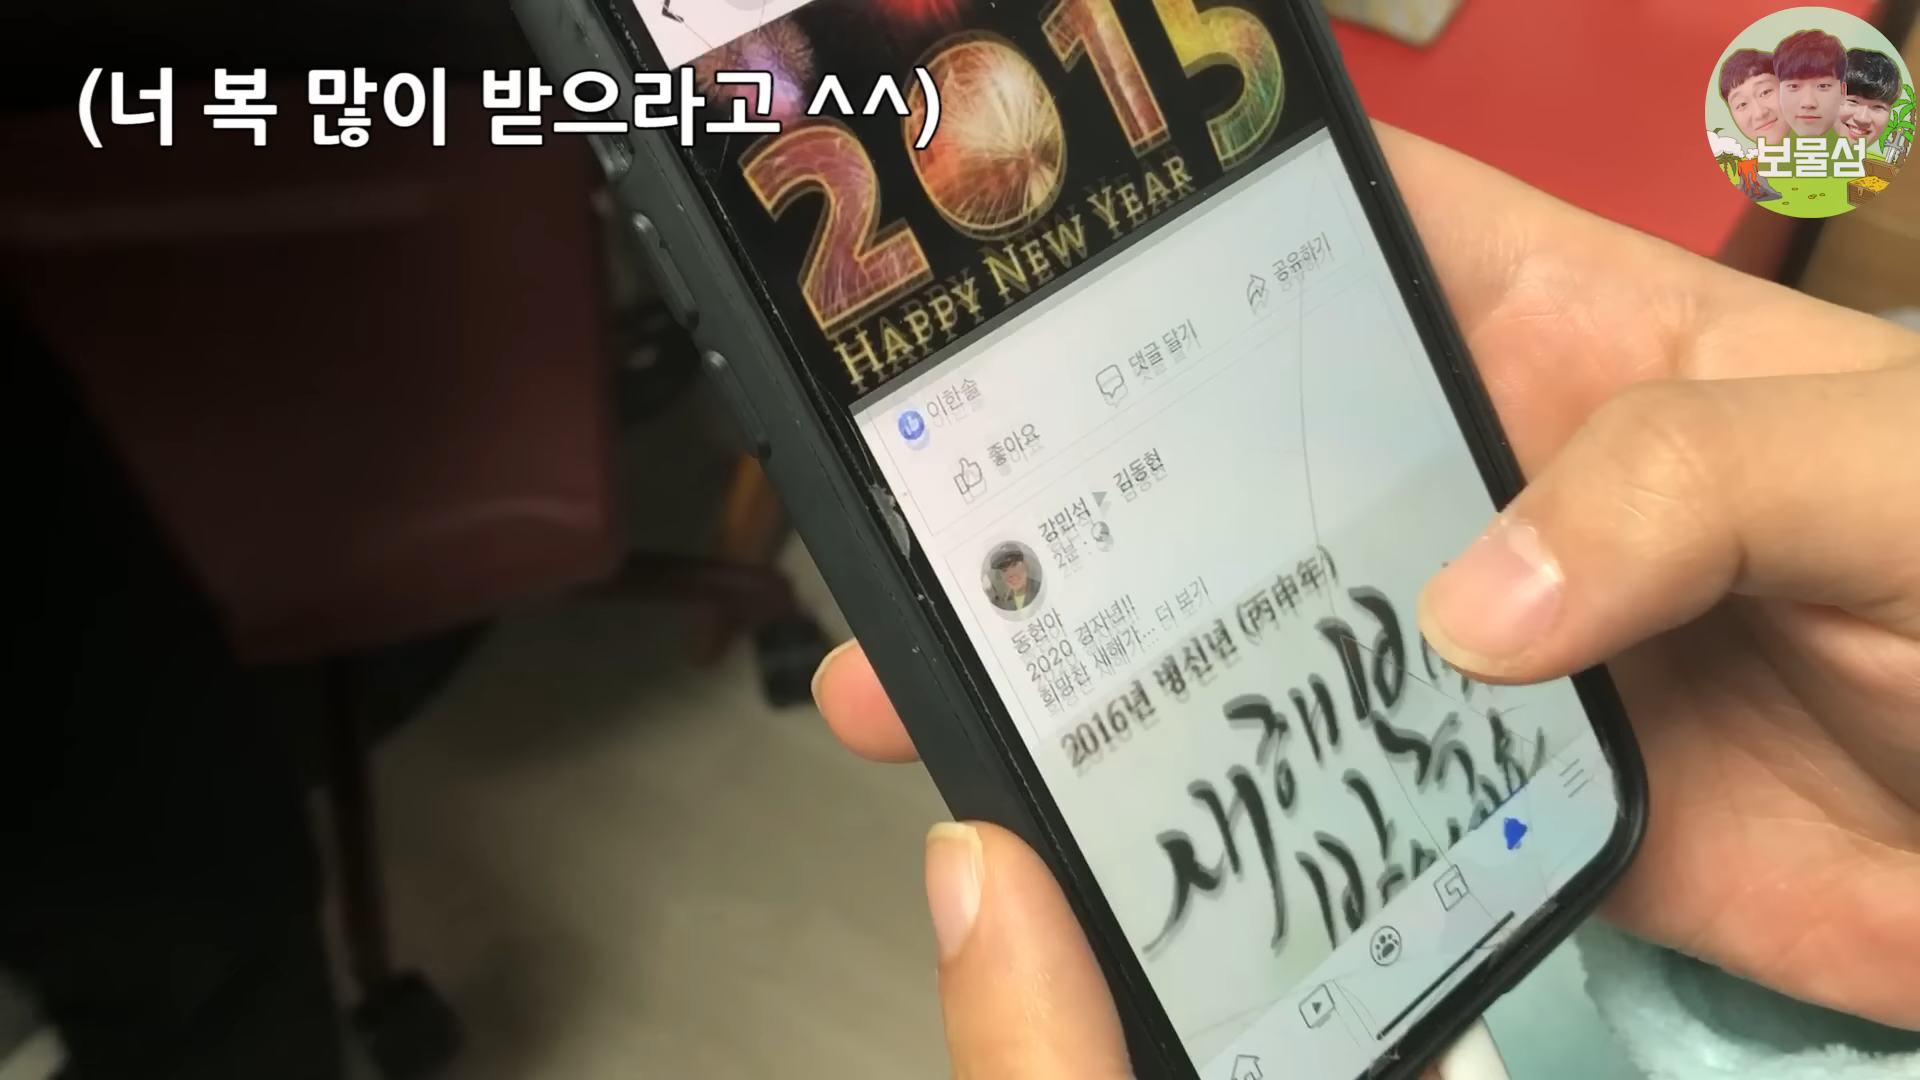 (너 복 많이 받으라고 ^^)
보물섬
2015
HAPPY NEW YEAR
이한솔
좋아요
댓글 달기
공유하기
강민석 ▶ 김동현
2분
동현아
2020 경자년!!
희망찬 새해가... 더 보기
2016년 병신년 (丙申年)
새해 복